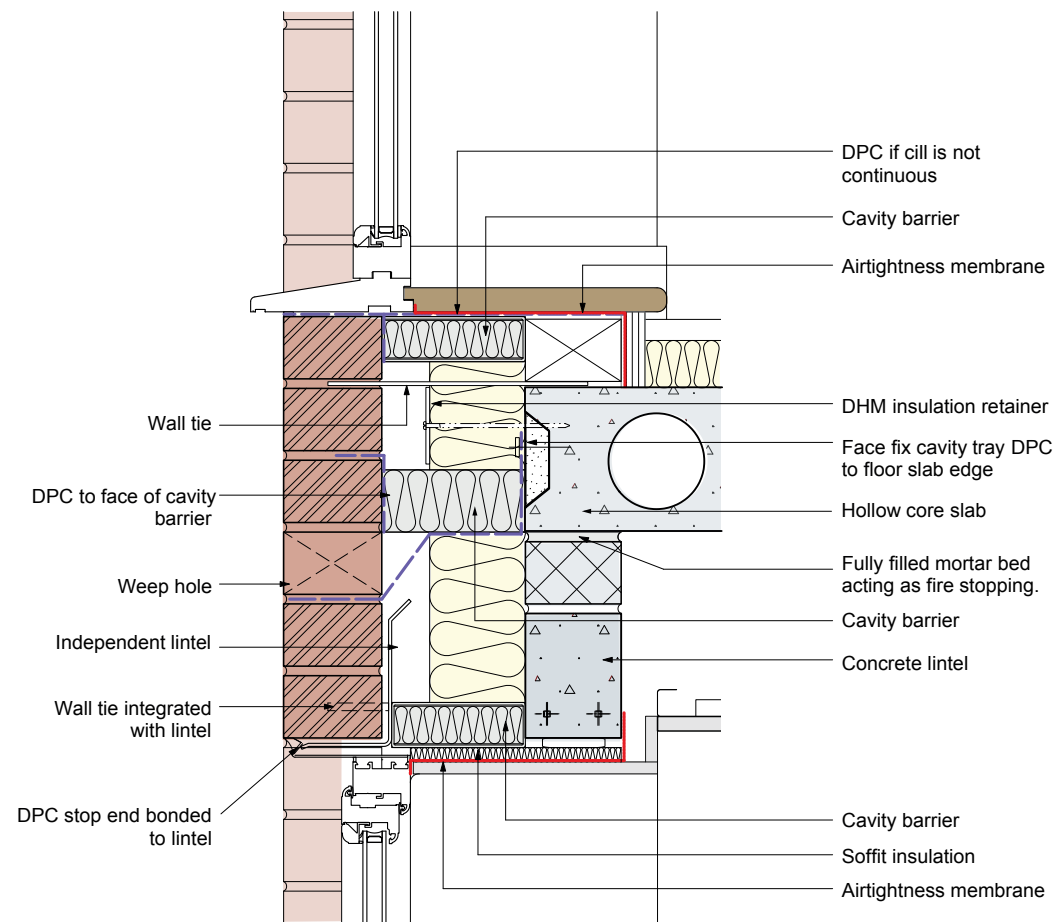 DPC if cill is not
continuous
Cavity barrier
Airtightness membrane
DHM insulation retainer
Face fix cavity tray DPC
to floor slab edge
Hollow core slab
Fully filled mortar bed
acting as fire stopping.
Cavity barrier
Concrete lintel
Cavity barrier
Soffit insulation
Airtightness membrane
Wall tie
DPC to face of cavity
barrier
Weep hole
Independent lintel
Wall tie integrated
with lintel
DPC stop end bonded
to lintel